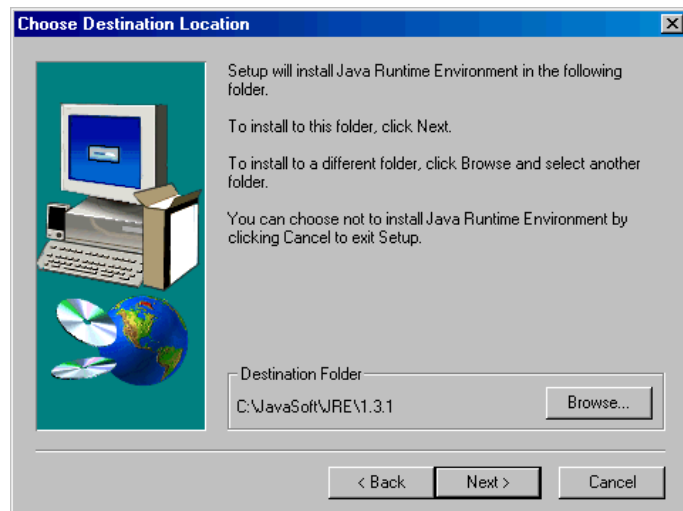 Choose Destination Location
Setup will install Java Runtime Environment in the following
folder.
To install to this folder, click Next.
To install to a different folder, click Browse and select another
folder.
You can choose not to install Java Runtime Environment by
clicking Cancel to exit Setup.
Destination Folder
C:\JavaSoft\JRE\1.3.1
Browse...
< Back
Next >
Cancel